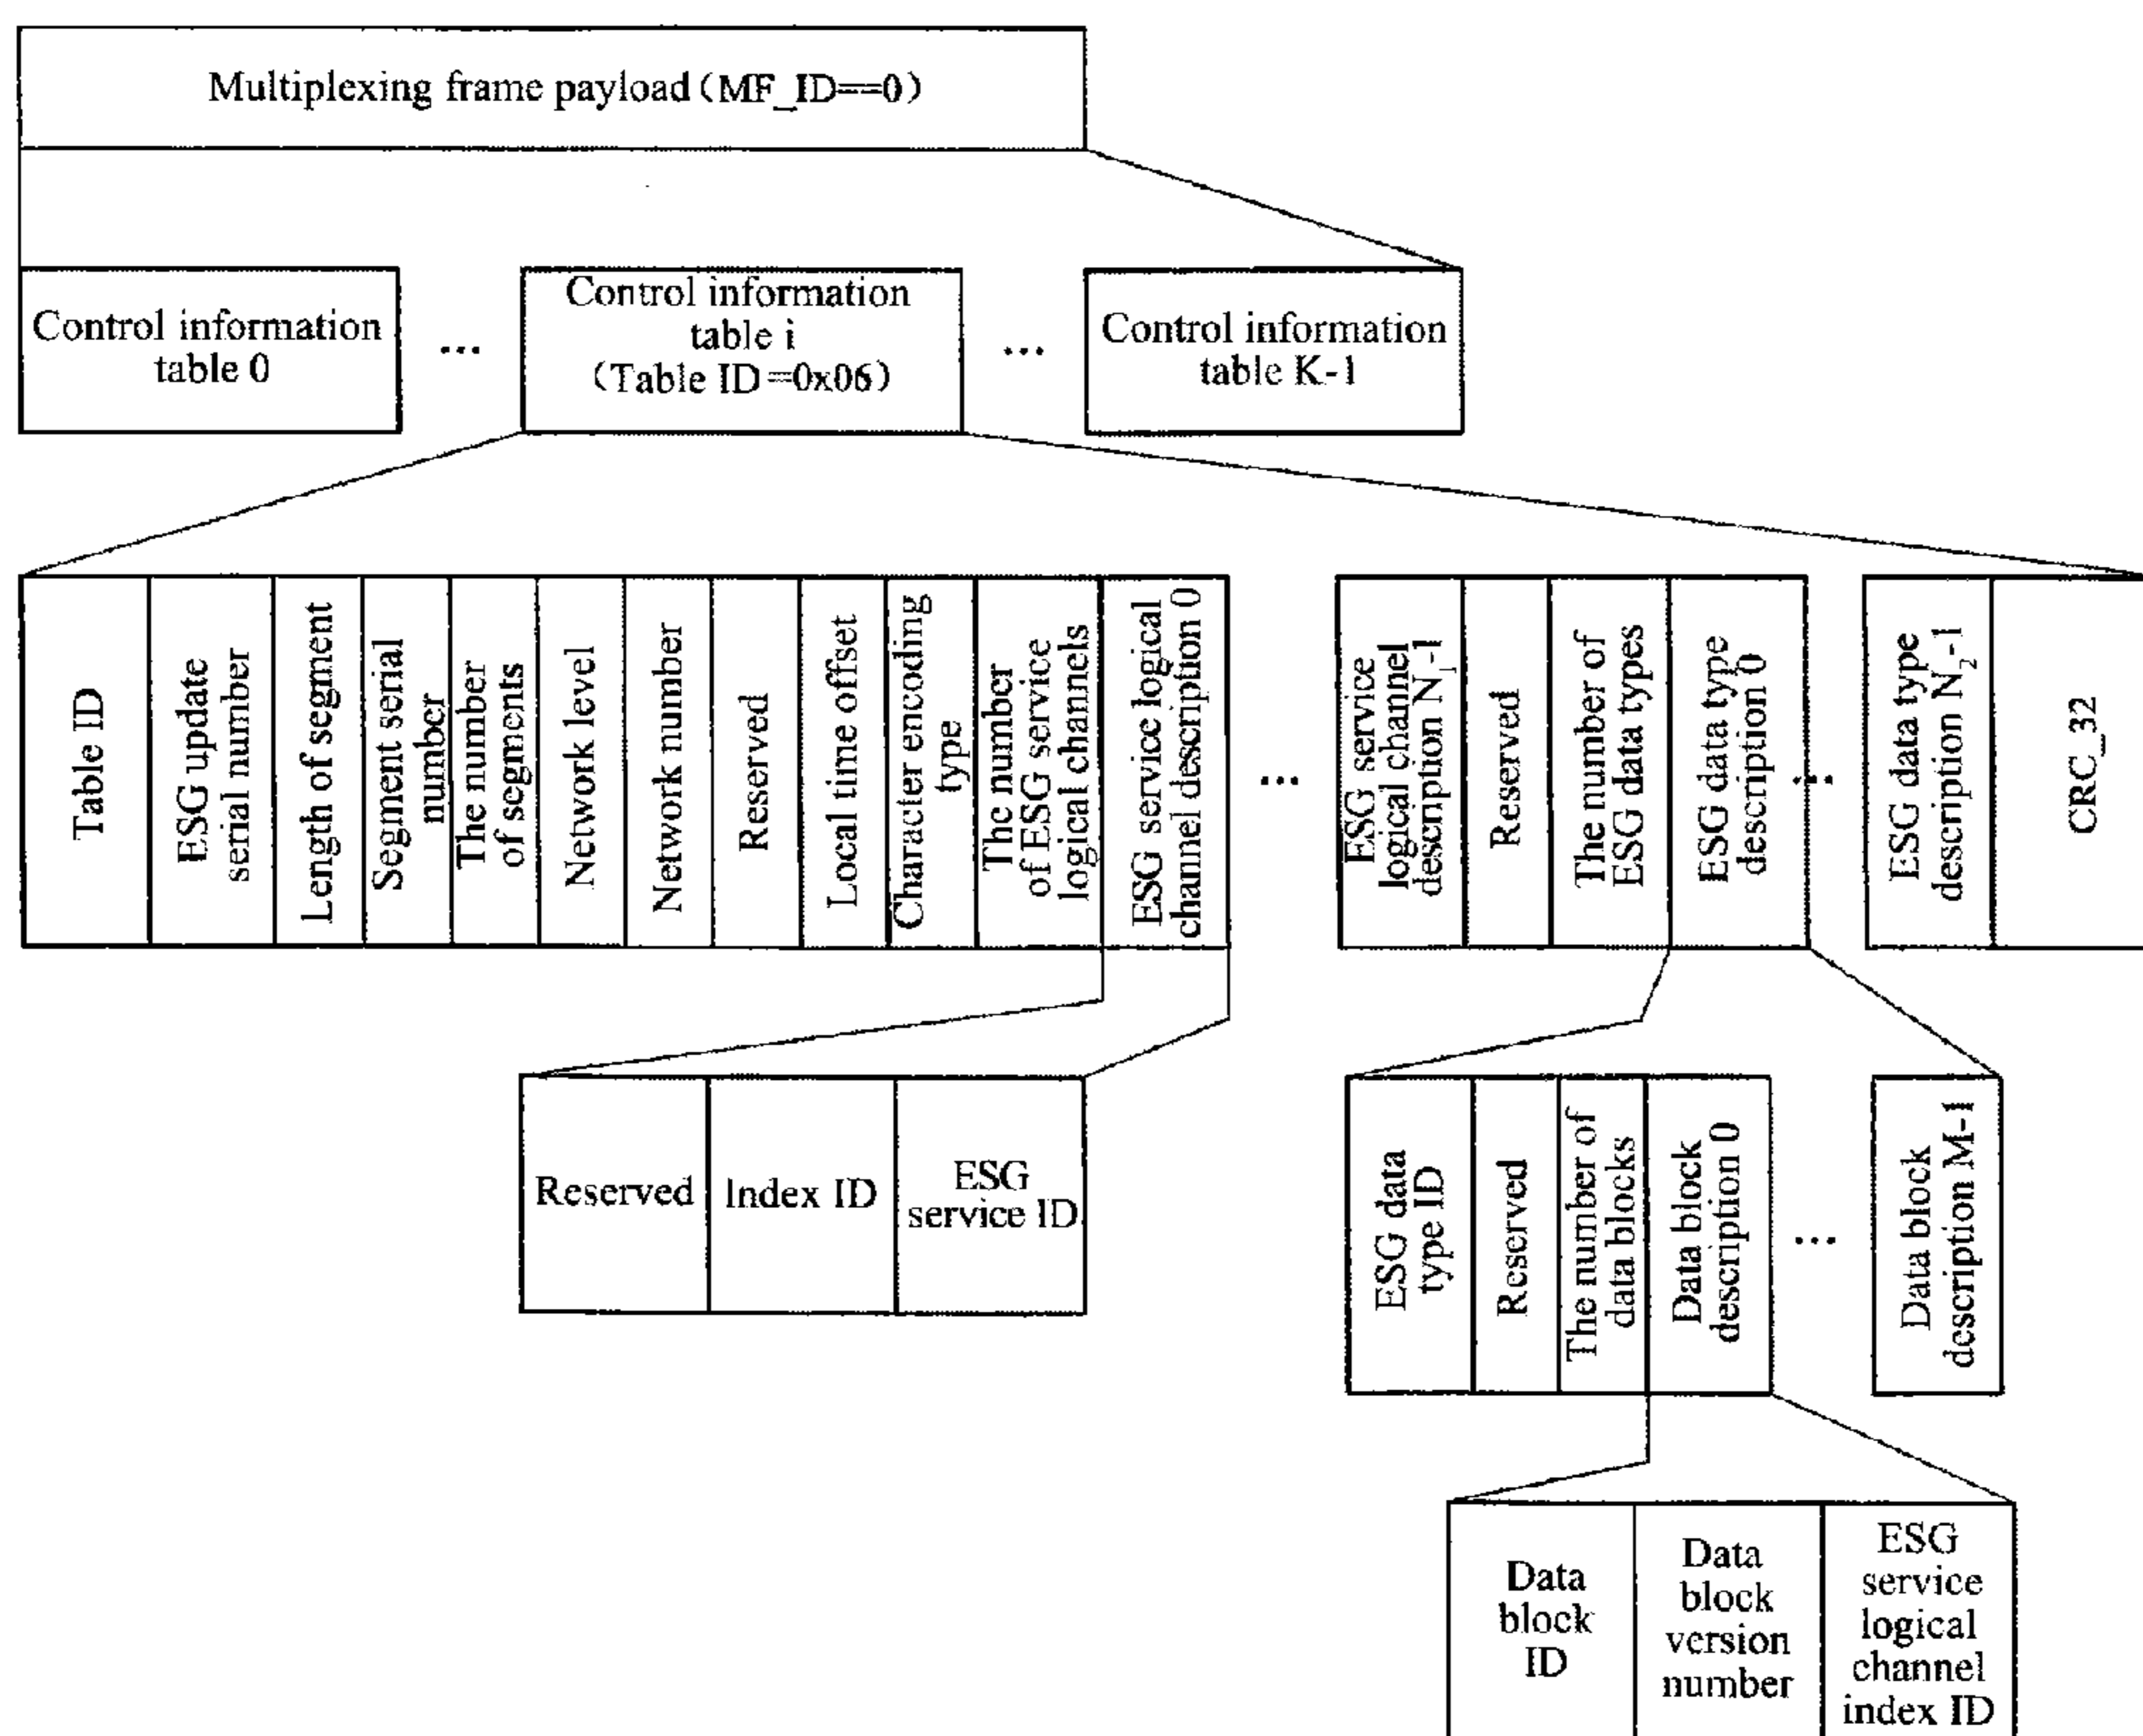 Multiplexing frame payload (MF_ID==0)
Control information
table 0
...
Control information
table i
(Table ID=0x06)
...
Control information
table K-1
Table ID
ESG update
serial number
Length of segment
Segment serial
number
The number
of segments
Network level
Network number
Reserved
Local time offset
Character encoding
type
The number
of ESG service
logical channels
ESG service logical
channel description 0
...
ESG service
logical channel
description N₁-1
Reserved
The number of
ESG data types
ESG data type
description 0
...
ESG data type
description N₂-1
CRC_32
Reserved
Index ID
ESG
service ID
ESG data
type ID
Reserved
The number of
data blocks
Data block
description 0
...
Data block
description M-1
Data
block
ID
Data
block
version
number
ESG
service
logical
channel
index ID